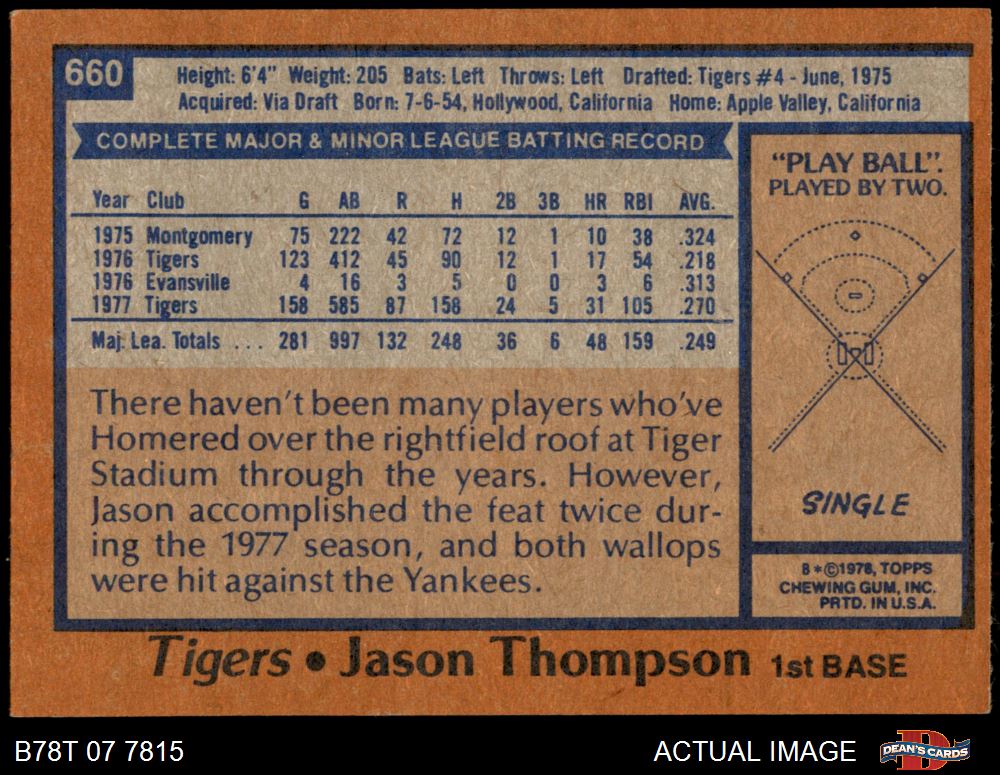 660
Height: 6'4" Weight: 205 Bats: Left Throws: Left Drafted: Tigers #4 - June, 1975
Acquired: Via Draft Born: 7-6-54, Hollywood, California Home: Apple Valley, California
COMPLETE MAJOR & MINOR LEAGUE BATTING RECORD
Year Club G AB R H 2B 3B HR RBI AVG.
1975 Montgomery 75 222 42 72 12 1 10 38 .324
1976 Tigers 123 412 45 90 12 1 17 54 .218
1976 Evansville 4 16 3 5 0 0 3 6 .313
1977 Tigers 158 585 87 158 24 5 31 105 .270
Maj. Lea. Totals ... 281 997 132 248 36 6 48 159 .249
There haven't been many players who've
Homered over the rightfield roof at Tiger
Stadium through the years. However,
Jason accomplished the feat twice dur-
ing the 1977 season, and both wallops
were hit against the Yankees.
"PLAY BALL".
PLAYED BY TWO.
SINGLE
B*©1978, TOPPS
CHEWING GUM, INC.
PRTD. IN U.S.A.
Tigers • Jason Thompson 1st BASE
B78T 07 7815
ACTUAL IMAGE
D
DEAN'S CARDS